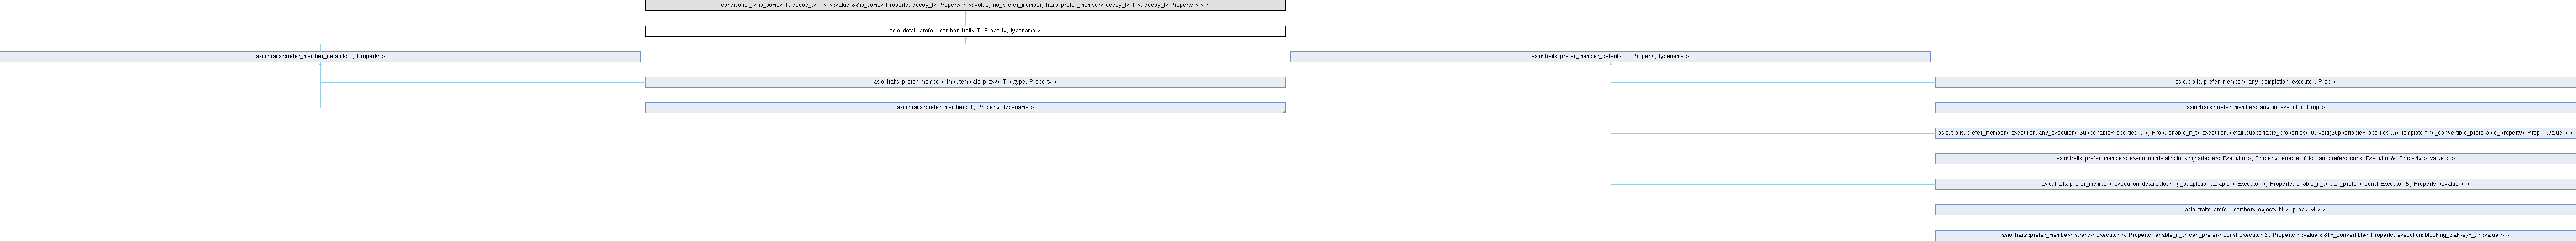 conditional_t< is_same< T, decay_t< T > >::value &&is_same< Property, decay_t< Property > >::value, no_prefer_member, traits::prefer_member< decay_t< T >, decay_t< Property > > >
asio::detail::prefer_member_trait< T, Property, typename >
asio::traits::prefer_member_default< T, Property >
asio::traits::prefer_member_default< T, Property, typename >
asio::traits::prefer_member< Impl::template proxy< T >::type, Property >
asio::traits::prefer_member< any_completion_executor, Prop >
asio::traits::prefer_member< T, Property, typename >
asio::traits::prefer_member< any_io_executor, Prop >
asio::traits::prefer_member< execution::any_executor< SupportableProperties... >, Prop, enable_if_t< execution::detail::supportable_properties< 0, void(SupportableProperties...)>::template find_convertible_preferable_property< Prop >::value > >
asio::traits::prefer_member< execution::detail::blocking::adapter< Executor >, Property, enable_if_t< can_prefer< const Executor &, Property >::value > >
asio::traits::prefer_member< execution::detail::blocking_adaptation::adapter< Executor >, Property, enable_if_t< can_prefer< const Executor &, Property >::value > >
asio::traits::prefer_member< object< N >, prop< M > >
asio::traits::prefer_member< strand< Executor >, Property, enable_if_t< can_prefer< const Executor &, Property >::value &&!is_convertible< Property, execution::blocking_t::always_t >::value > >